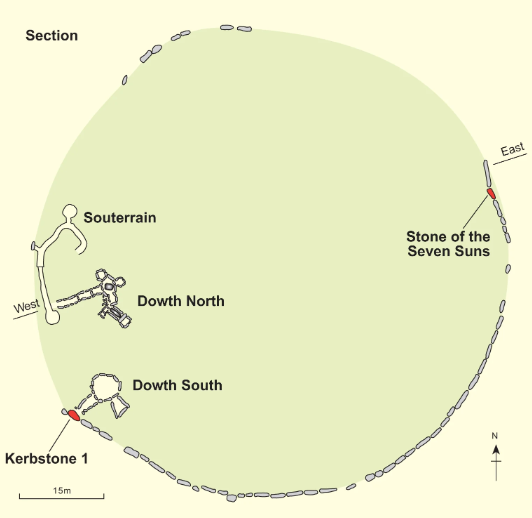 Section
East
Souterrain
Stone of the
Seven Suns
West
Dowth North
Dowth South
Kerbstone 1
N
15m